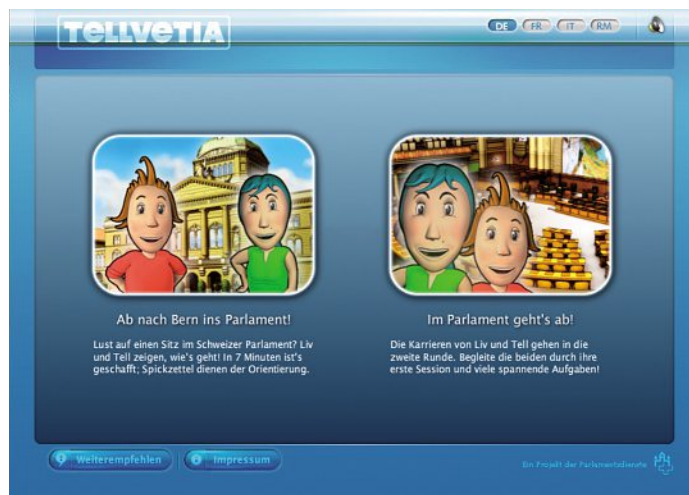 TELLVETIA
DE FR IT RM
Ab nach Bern ins Parlament!
Lust auf einen Sitz im Schweizer Parlament? Liv
und Tell zeigen, wie's geht! In 7 Minuten ist's
geschafft; Spickzettel dienen der Orientierung.
Im Parlament geht's ab!
Die Karrieren von Liv und Tell gehen in die
zweite Runde. Begleite die beiden durch ihre
erste Session und viele spannende Aufgaben!
Weiterempfehlen
Impressum
Ein Projekt der Parlamentsdienste